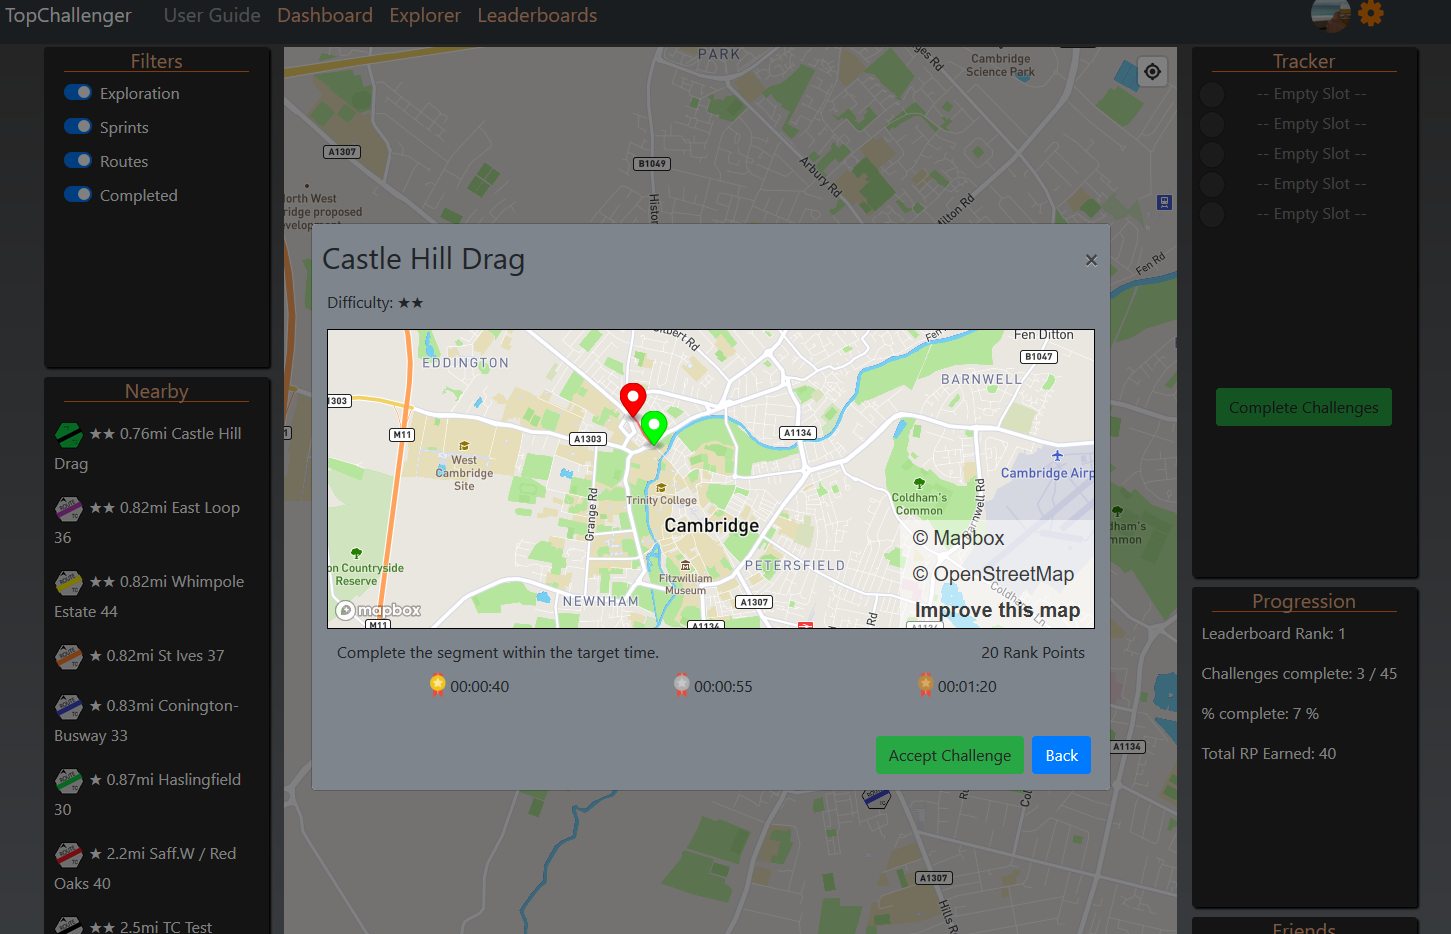 TopChallenger User Guide Dashboard Explorer Leaderboards
Filters
Exploration
Sprints
Routes
Completed
Nearby
★★ 0.76mi Castle Hill
Drag
★★ 0.82mi East Loop
36
★★ 0.82mi Whimpole
Estate 44
★ 0.82mi St Ives 37
★ 0.83mi Conington-
Busway 33
★ 0.87mi Haslingfield
30
★ 2.2mi Saff.W / Red
Oaks 40
★★ 2.5mi TC Test
PARK
Cambridge
Science Park
A1307
B1049
Arbury Rd
Milton Rd
Fen Rd
North West
proposed
Castle Hill Drag
×
Difficulty: ★★
EDDINGTON
Fen Ditton
B1047
BARNWELL
M11
A1303
A1134
West
Cambridge
Site
Trinity College
Grange Rd
Cambridge
Coldham's
Common
Cambridge
Countryside
Reserve
Fitzwilliam
Museum
PETERSFIELD
NEWNHAM
A1307
M11
A1134
mapbox
© Mapbox
© OpenStreetMap
Improve this map
Complete the segment within the target time.
20 Rank Points
00:00:40
00:00:55
00:01:20
Accept Challenge
Back
A1134
A1307
Tracker
-- Empty Slot --
-- Empty Slot --
-- Empty Slot --
-- Empty Slot --
-- Empty Slot --
Complete Challenges
Progression
Leaderboard Rank: 1
Challenges complete: 3 / 45
% complete: 7 %
Total RP Earned: 40
Friends